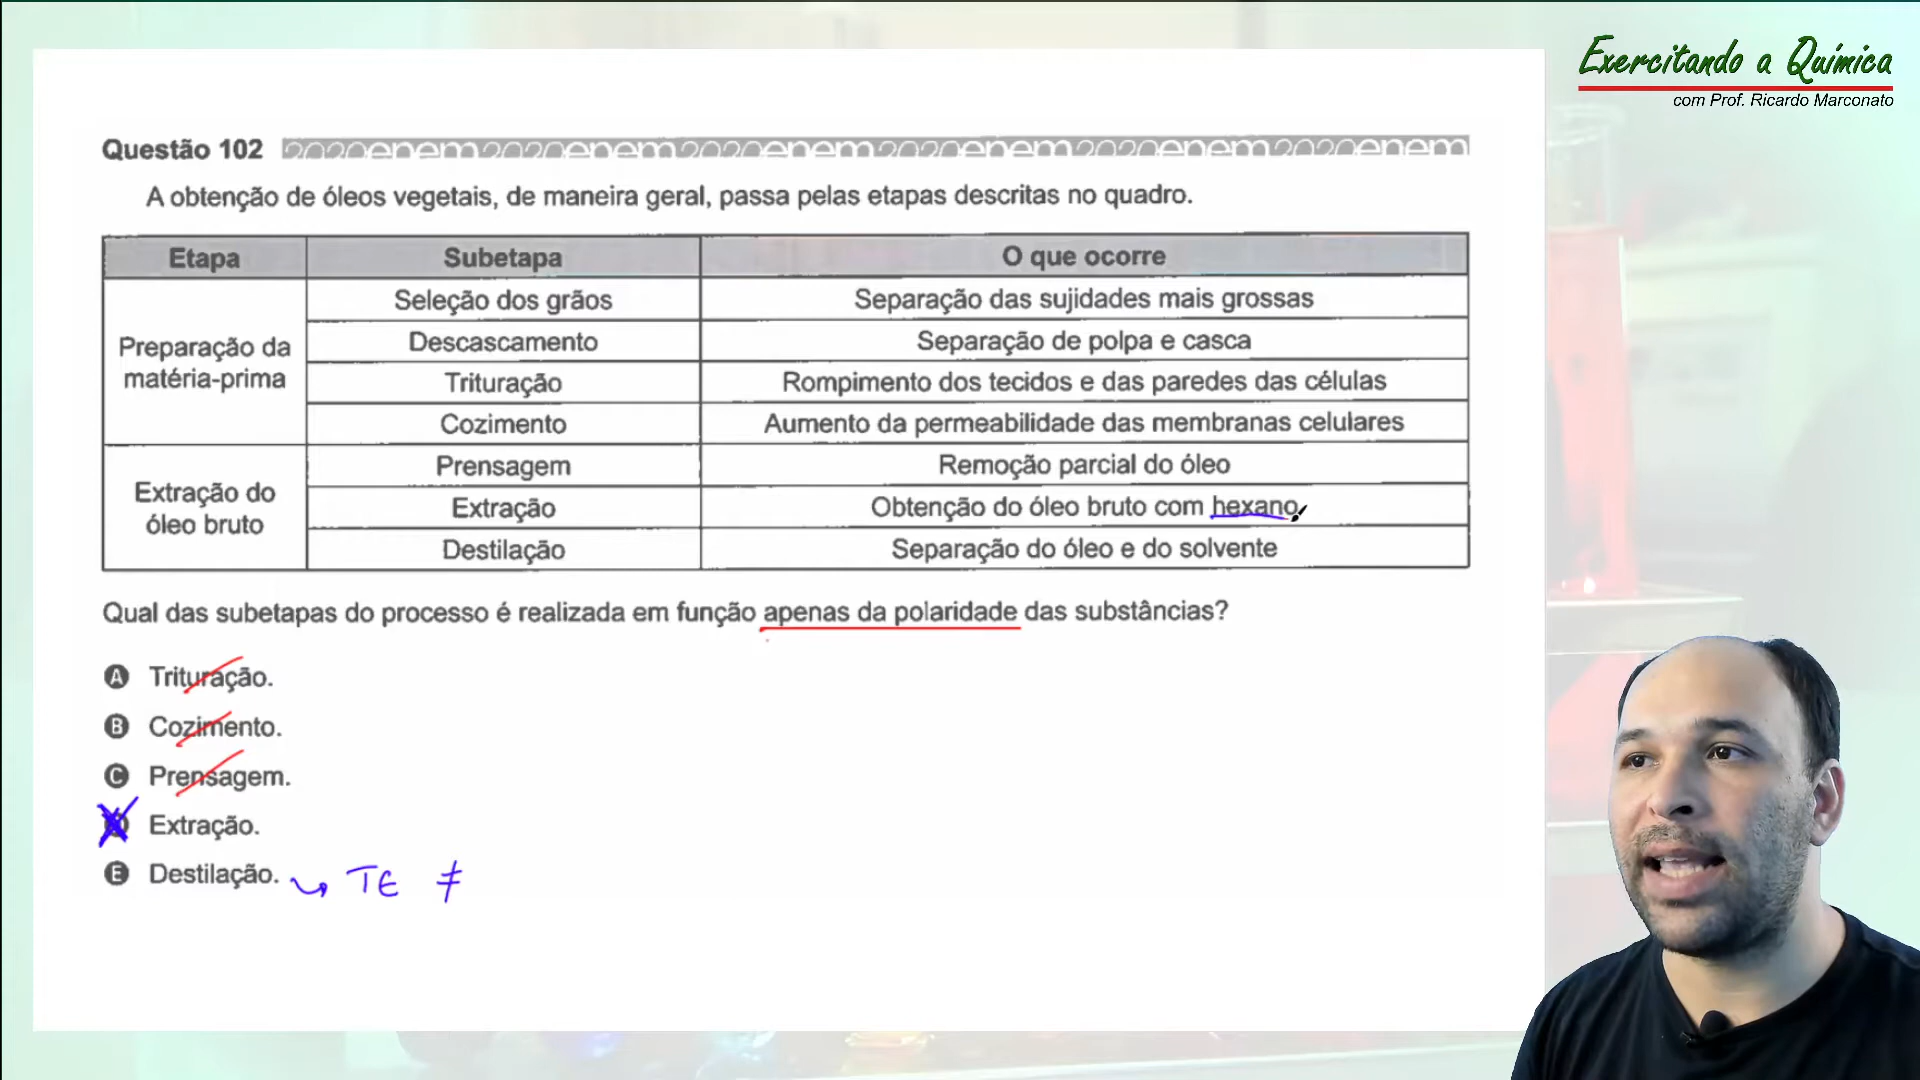 Exercitando a Química
com Prof. Ricardo Marconato
Questão 102 2020enem2020enem2020enem2020enem2020enem2020enem
A obtenção de óleos vegetais, de maneira geral, passa pelas etapas descritas no quadro.
Etapa Subetapa O que ocorre
Preparação da matéria-prima
Seleção dos grãos Separação das sujidades mais grossas
Descascamento Separação de polpa e casca
Trituração Rompimento dos tecidos e das paredes das células
Cozimento Aumento da permeabilidade das membranas celulares
Extração do óleo bruto
Prensagem Remoção parcial do óleo
Extração Obtenção do óleo bruto com hexano
Destilação Separação do óleo e do solvente
Qual das subetapas do processo é realizada em função apenas da polaridade das substâncias?
A Trituração.
B Cozimento.
C Prensagem.
Extração.
E Destilação. TE ≠